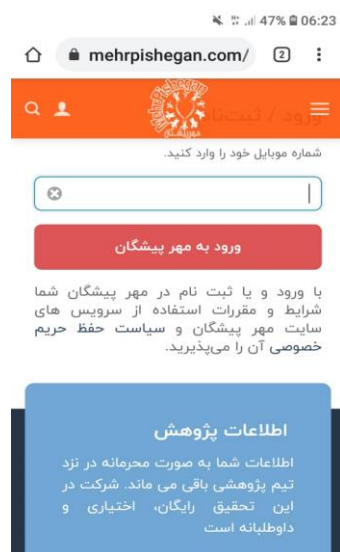 47% 06:23
mehrpishegan.com/ 2
MehrPishegan
مهرپیشگان
ورود / ثبت‌نام
شماره موبایل خود را وارد کنید.
ورود به مهر پیشگان
با ورود و یا ثبت نام در مهر پیشگان شما
شرایط و مقررات استفاده از سرویس های
سایت مهر پیشگان و سیاست حفظ حریم
خصوصی آن را می‌پذیرید.
اطلاعات پژوهش
اطلاعات شما به صورت محرمانه در نزد
تیم پژوهشی باقی می ماند. شرکت در
این تحقیق رایگان، اختیاری و
داوطلبانه است